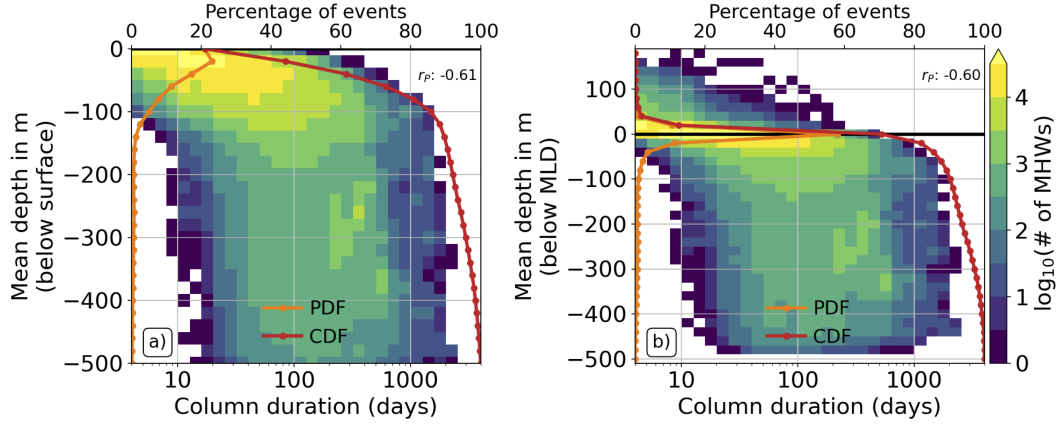 Percentage of events
0 20 40 60 80 100
0
−100
−200
−300
−400
−500
Mean depth in m
(below surface)
rP: -0.61
PDF
CDF
a)
10 100 1000
Column duration (days)
Percentage of events
0 20 40 60 80 100
100
0
−100
−200
−300
−400
−500
Mean depth in m
(below MLD)
rP: -0.60
PDF
CDF
b)
10 100 1000
Column duration (days)
4
3
2
1
0
log10(# of MHWs)